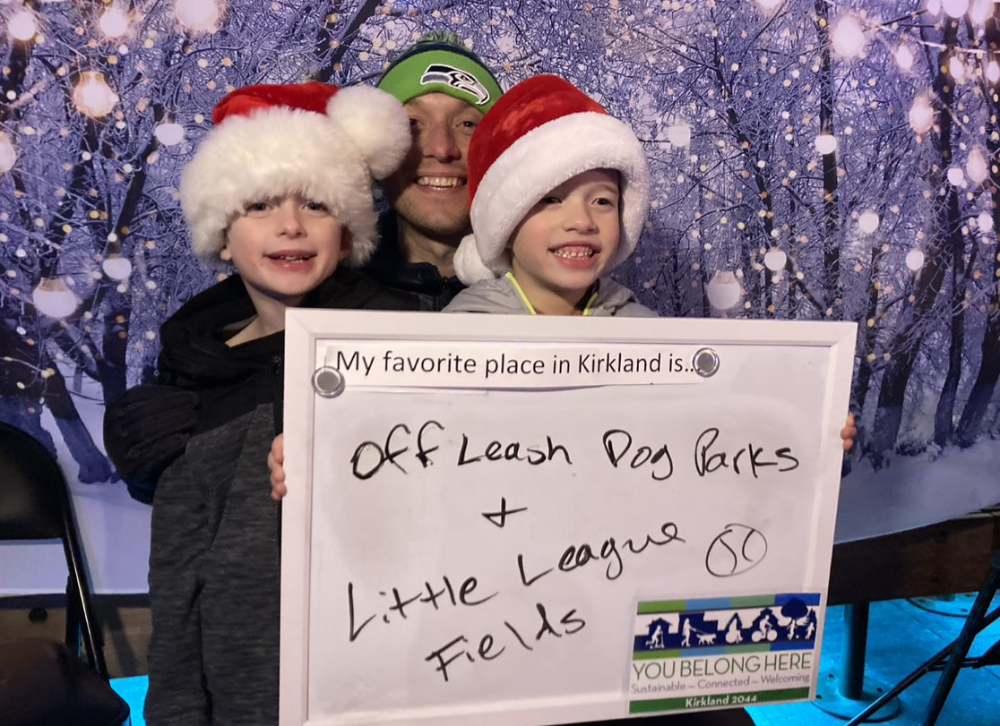 My favorite place in Kirkland is...
Off Leash Dog Parks
+
Little League
Fields
YOU BELONG HERE
Sustainable – Connected – Welcoming
Kirkland 2044